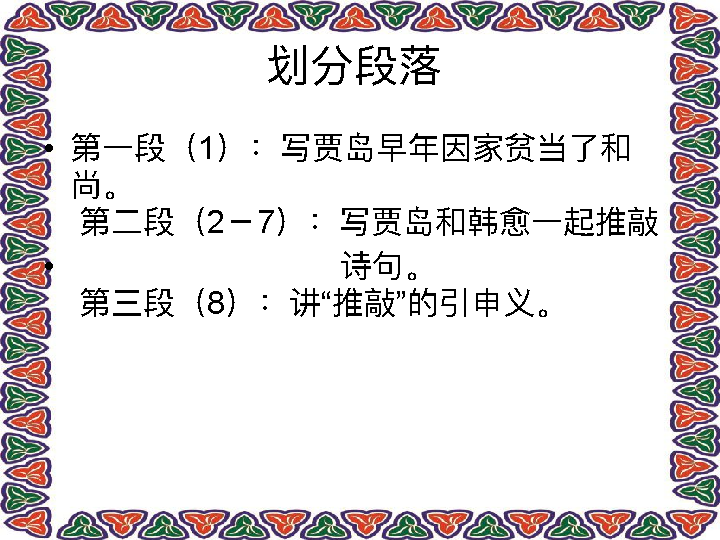 划分段落
• 第一段（1）：写贾岛早年因家贫当了和
尚。
第二段（2－7）：写贾岛和韩愈一起推敲
• 诗句。
第三段（8）：讲“推敲”的引申义。